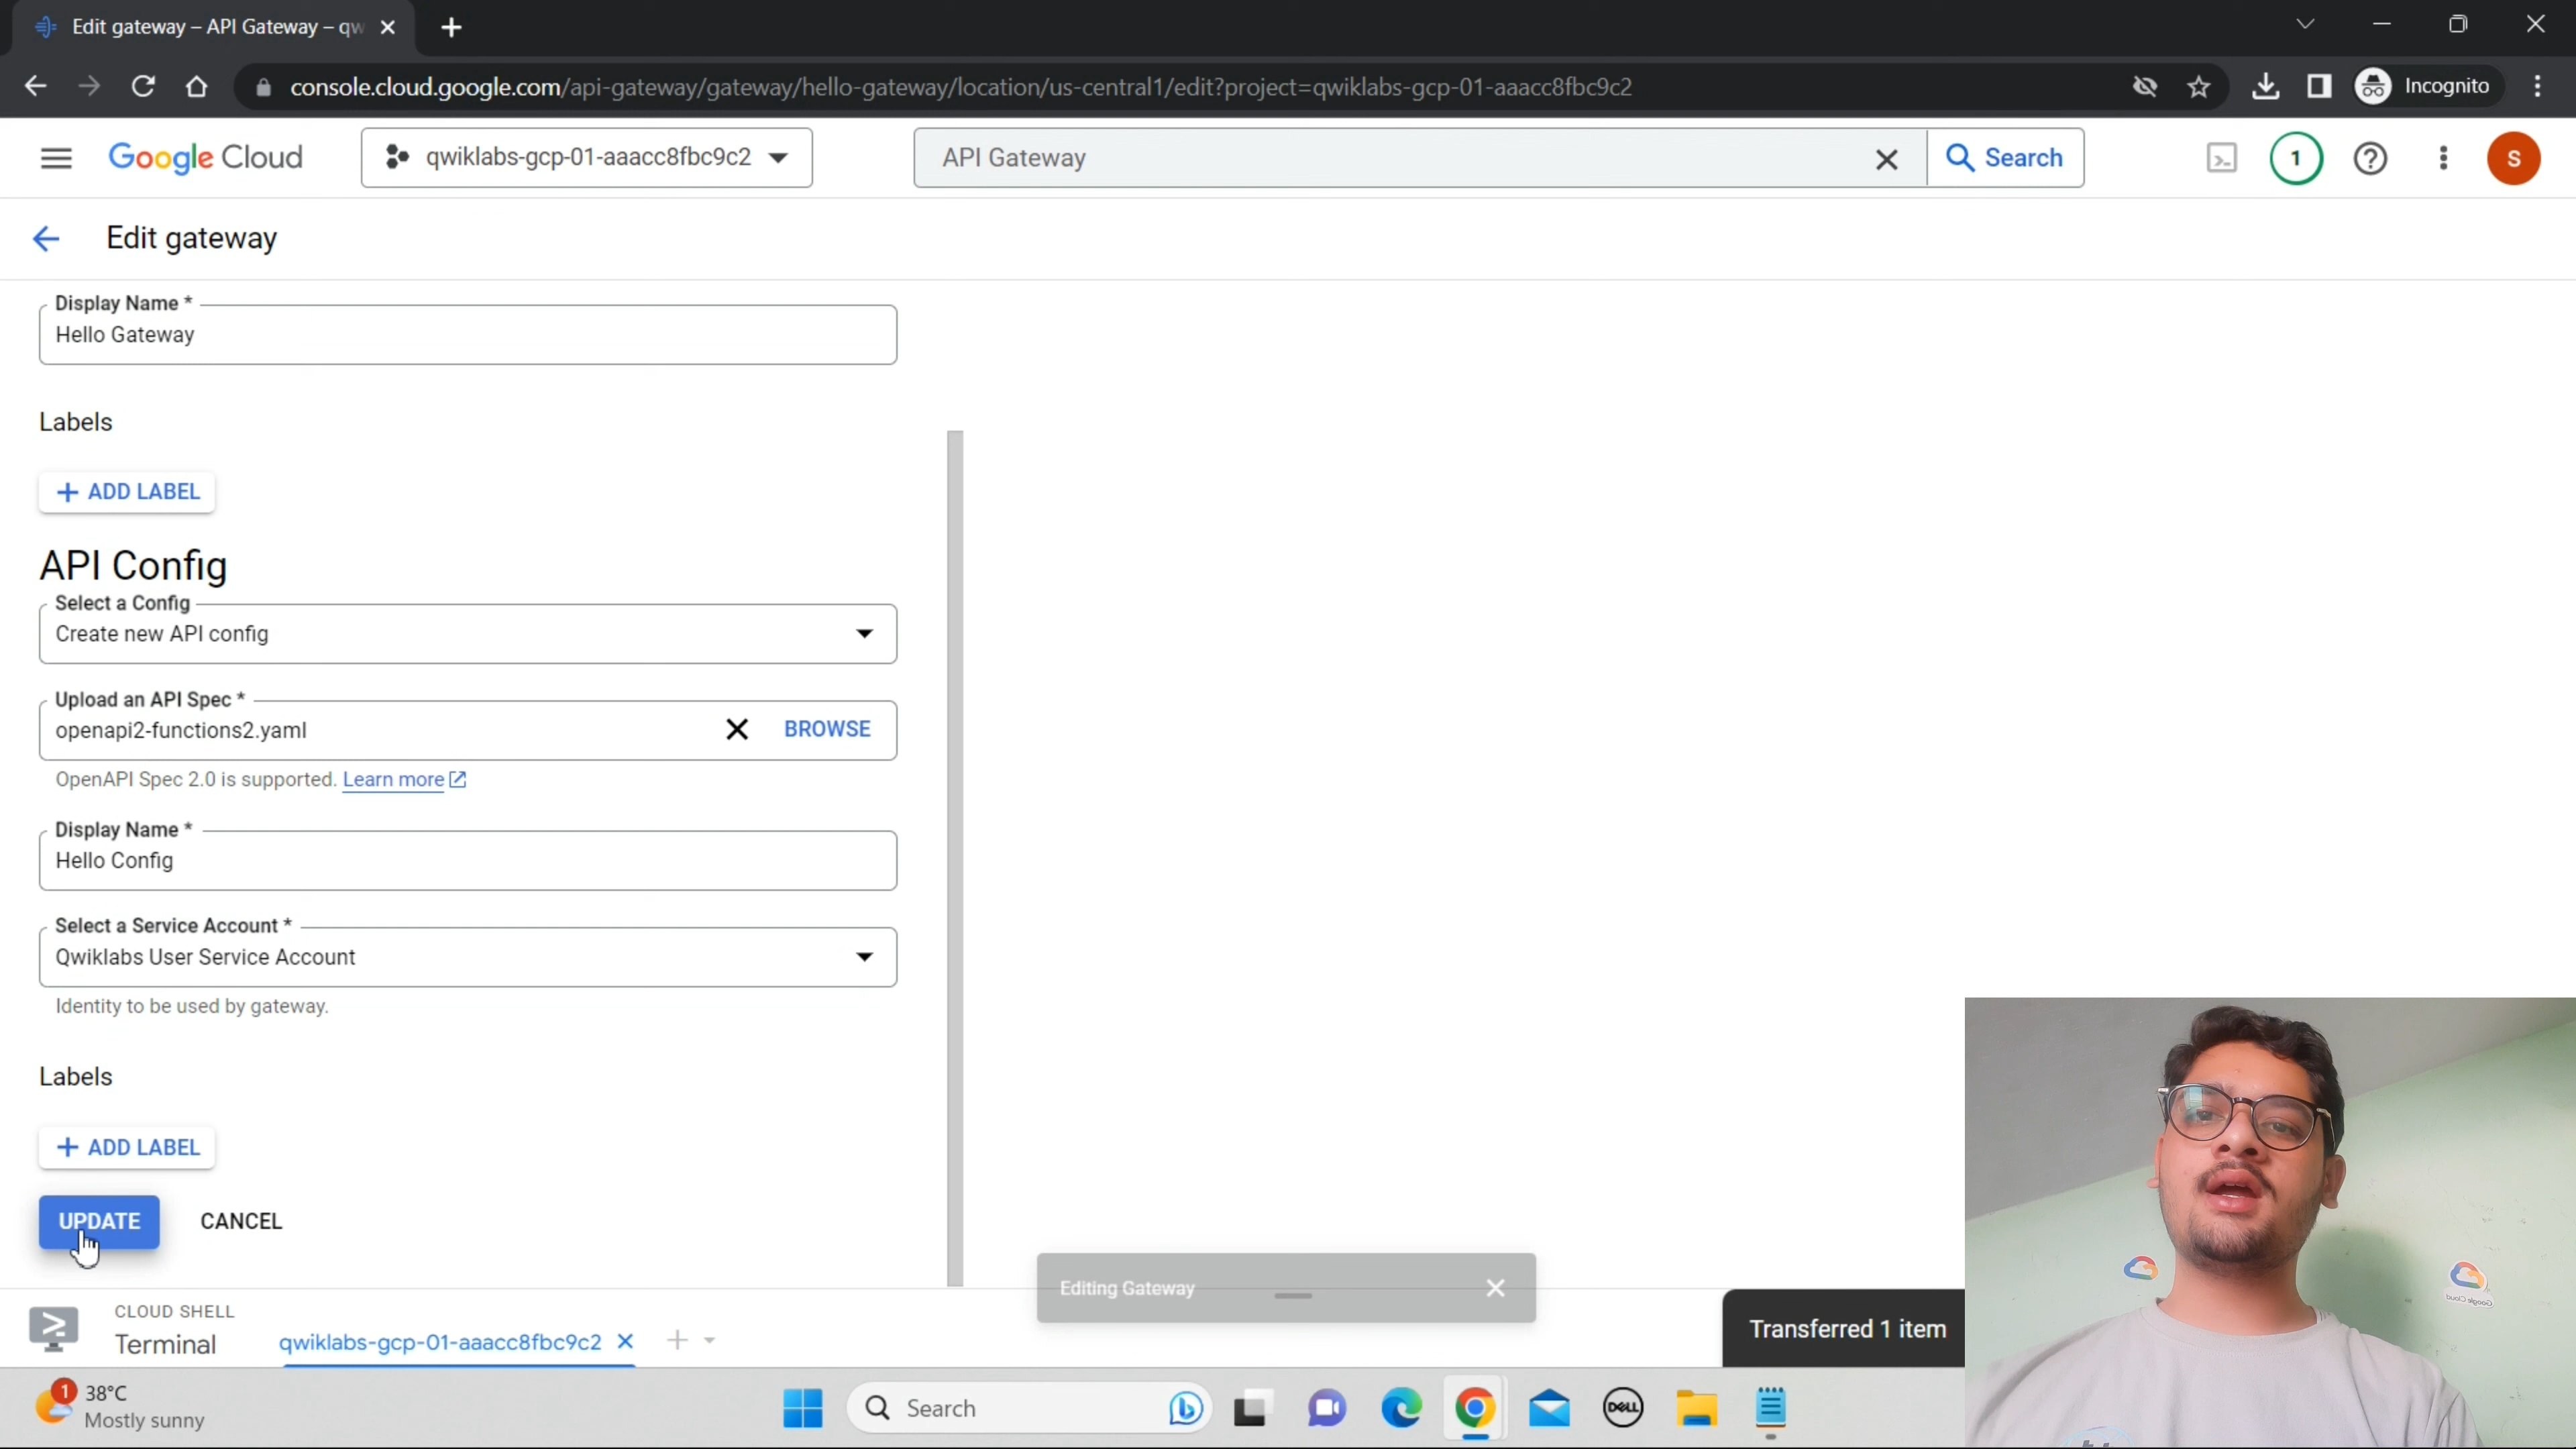 Edit gateway – API Gateway – qw
console.cloud.google.com/api-gateway/gateway/hello-gateway/location/us-central1/edit?project=qwiklabs-gcp-01-aaacc8fbc9c2
Incognito
Google Cloud
qwiklabs-gcp-01-aaacc8fbc9c2
API Gateway
Search
1
S
Edit gateway
Display Name *
Hello Gateway
Labels
+ ADD LABEL
API Config
Select a Config
Create new API config
Upload an API Spec *
openapi2-functions2.yaml
BROWSE
OpenAPI Spec 2.0 is supported. Learn more
Display Name *
Hello Config
Select a Service Account *
Qwiklabs User Service Account
Identity to be used by gateway.
Labels
+ ADD LABEL
UPDATE
CANCEL
Editing Gateway
CLOUD SHELL
Terminal
qwiklabs-gcp-01-aaacc8fbc9c2
Transferred 1 item
1
38°C
Mostly sunny
Search
DELL
Google Cloud